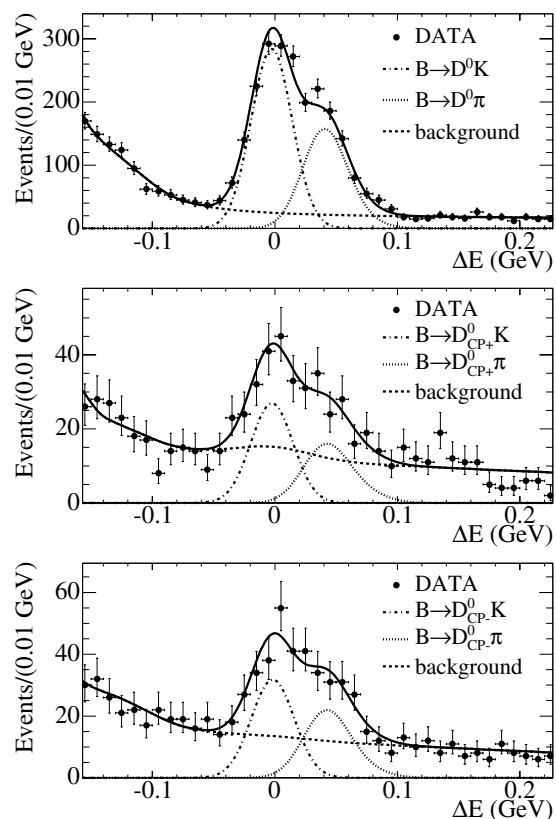 Events/(0.01 GeV)
300
200
100
0
DATA
B→D⁰K
B→D⁰π
background
-0.1 0 0.1 0.2
ΔE (GeV)
Events/(0.01 GeV)
40
20
0
DATA
B→D⁰CP+K
B→D⁰CP+π
background
-0.1 0 0.1 0.2
ΔE (GeV)
Events/(0.01 GeV)
60
40
20
0
DATA
B→D⁰CP-K
B→D⁰CP-π
background
-0.1 0 0.1 0.2
ΔE (GeV)